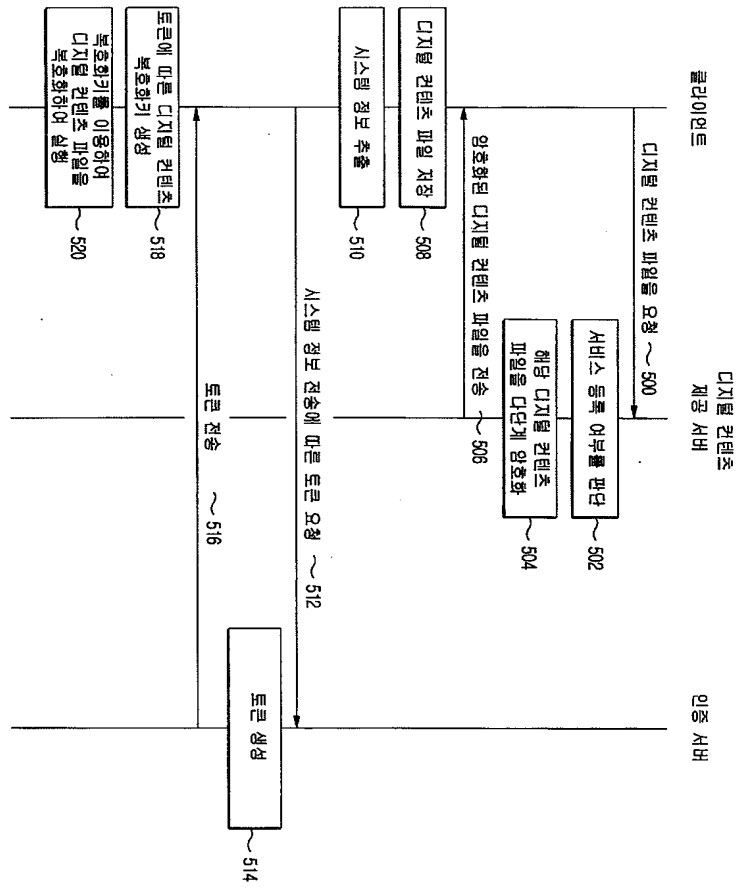 클라이언트
디지털 컨텐츠
제공 서버
인증 서버
디지털 컨텐츠 파일을 요청 ~ 500
서비스 등록 여부를 판단
~ 502
해당 디지털 컨텐츠
파일을 다단계 암호화
~ 504
암호화된 디지털 컨텐츠 파일을 전송 ~ 506
디지털 컨텐츠 파일 저장
~ 508
시스템 정보 추출
~ 510
시스템 정보 전송에 따른 토큰 요청 ~ 512
토큰 생성
~ 514
토큰 전송 ~ 516
토큰에 따른 디지털 컨텐츠
복호화키 생성
~ 518
복호화키를 이용하여
디지털 컨텐츠 파일을
복호화하여 실행
~ 520